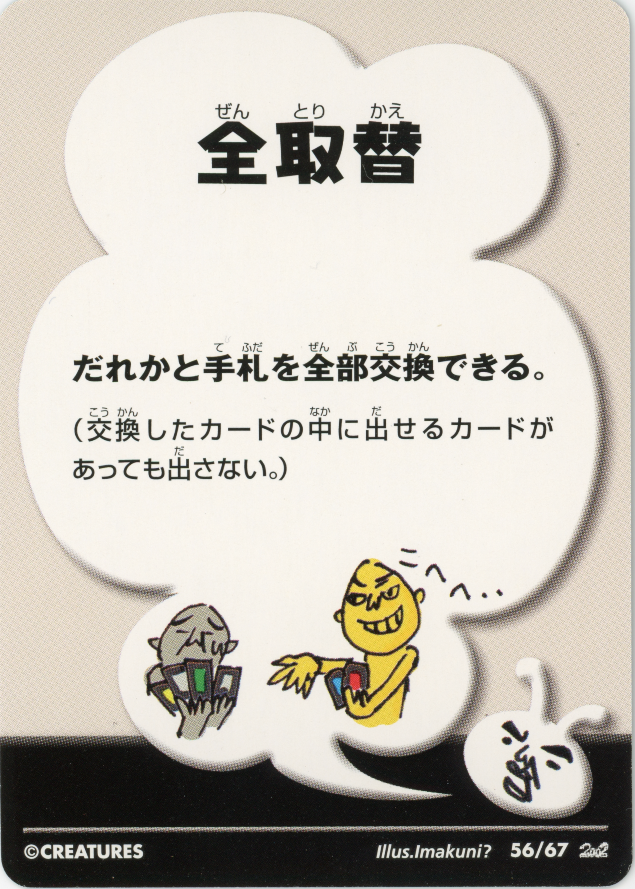 ぜん とり かえ
全取替
て ふだ ぜん ぶ こう かん
だれかと手札を全部交換できる。
こう かん なか だ
(交換したカードの中に出せるカードが
だ
あっても出さない。)
ニへへ・・
©CREATURES
Illus.Imakuni? 56/67 2002